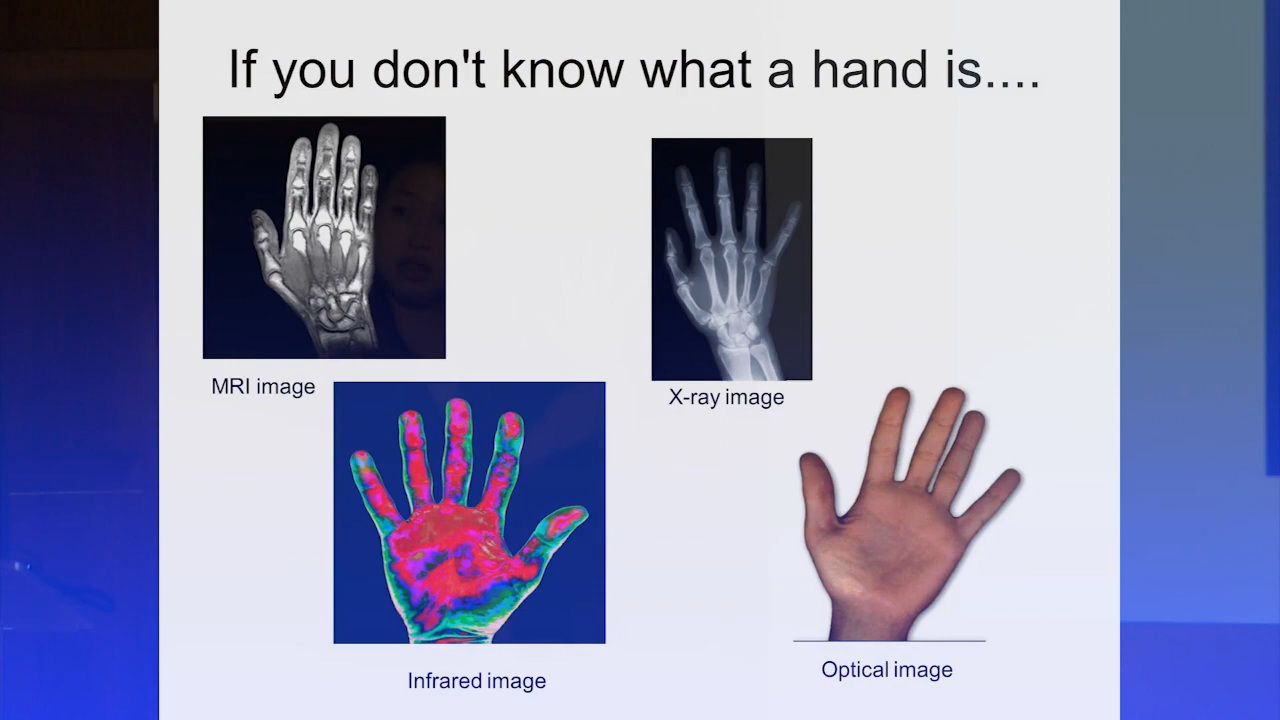 If you don't know what a hand is....
MRI image
X-ray image
Infrared image
Optical image